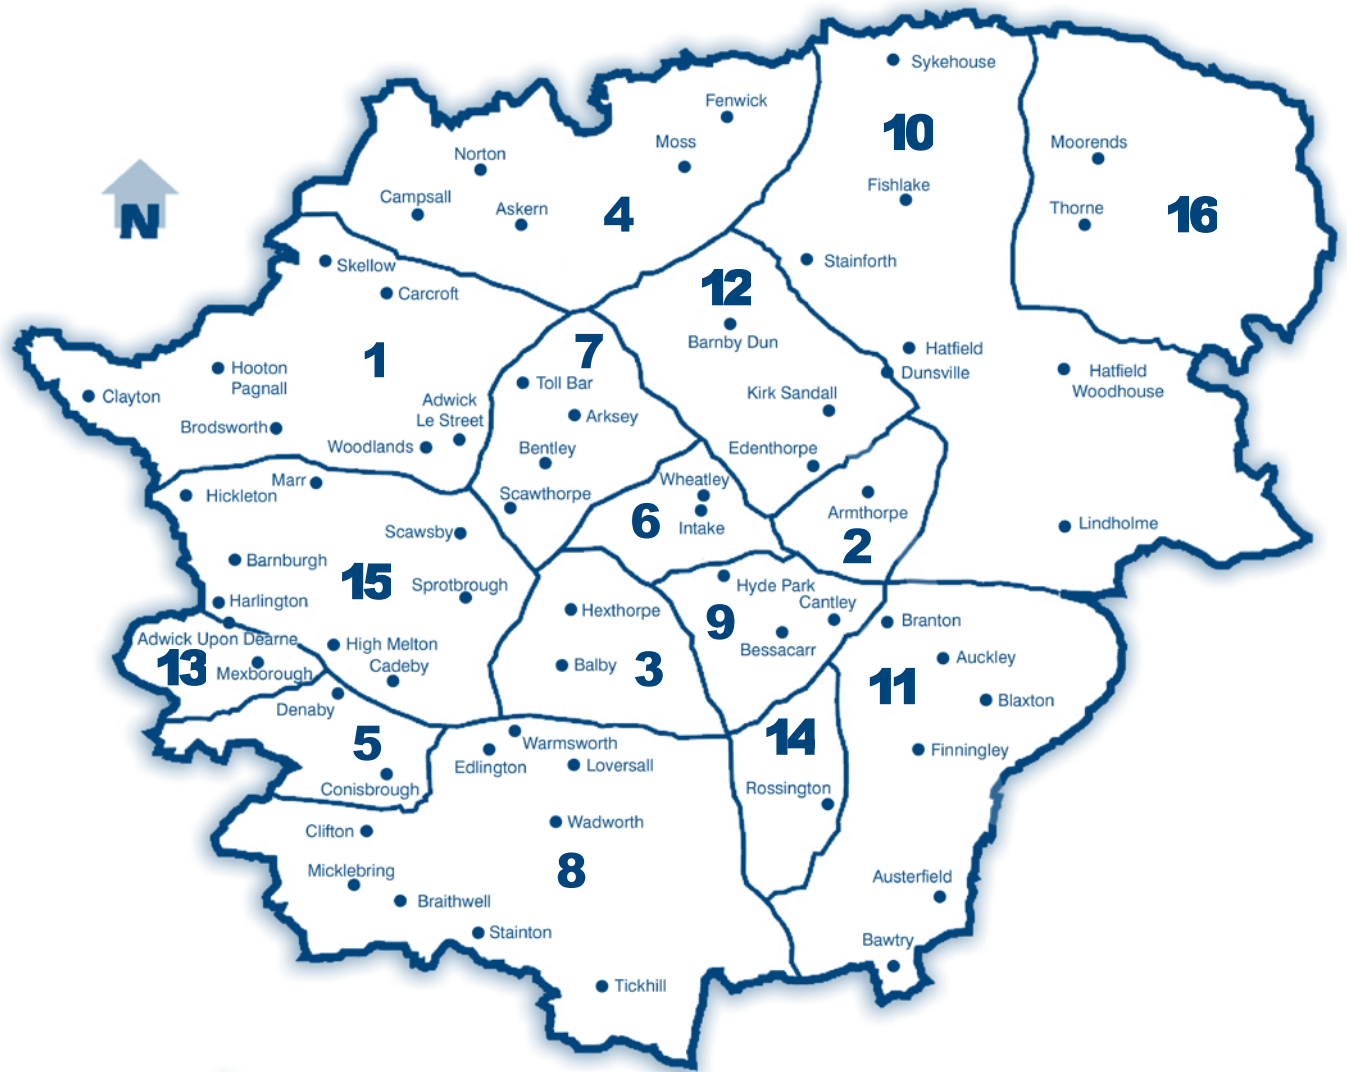 Sykehouse
Fenwick
10
Moss
Moorends
Norton
Fishlake
Campsall
Askern
4
Thorne
16
N
Skellow
Stainforth
Carcroft
12
Barnby Dun
7
1
Hatfield
Hooton
Pagnall
Toll Bar
Dunsville
Hatfield
Woodhouse
Clayton
Adwick
Le Street
Kirk Sandall
Arksey
Brodsworth
Woodlands
Bentley
Edenthorpe
Marr
Wheatley
Hickleton
Scawthorpe
Armthorpe
6
Intake
Lindholme
Scawsby
2
Barnburgh
15
Sprotbrough
Hyde Park
Harlington
Hexthorpe
Cantley
9
Branton
Adwick Upon Dearne
High Melton
Bessacarr
Auckley
13
Mexborough
Cadeby
Balby
3
11
Denaby
Blaxton
5
Warmsworth
14
Finningley
Edlington
Loversall
Conisbrough
Rossington
Clifton
Wadworth
Micklebring
8
Austerfield
Braithwell
Stainton
Bawtry
Tickhill